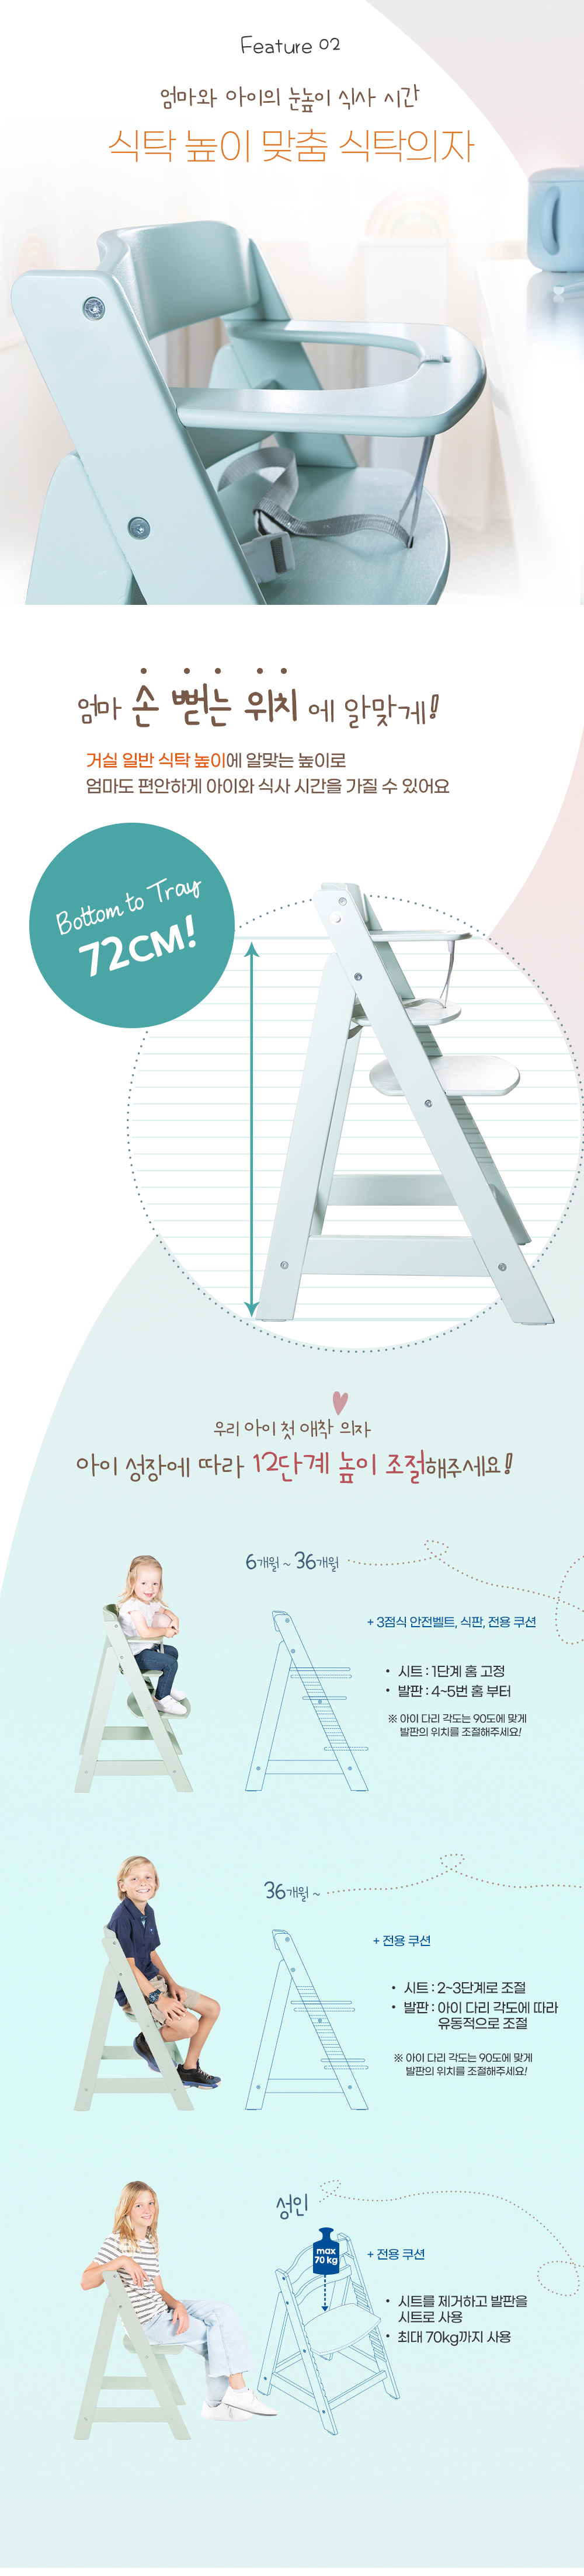 Feature 02
엄마와 아이의 눈높이 식사 시간
식탁 높이 맞춤 식탁의자
엄마 손 뻗는 위치에 알맞게!
거실 일반 식탁 높이에 알맞는 높이로
엄마도 편안하게 아이와 식사 시간을 가질 수 있어요
Bottom to Tray
72CM!
우리 아이 첫 애착 의자
아이 성장에 따라 12단계 높이 조절해주세요!
6개월 ~ 36개월
+ 3점식 안전벨트, 식판, 전용 쿠션
• 시트 : 1단계 홈 고정
• 발판 : 4~5번 홈 부터
※ 아이 다리 각도는 90도에 맞게
발판의 위치를 조절해주세요!
36개월 ~
+ 전용 쿠션
• 시트 : 2~3단계로 조절
• 발판 : 아이 다리 각도에 따라
유동적으로 조절
※ 아이 다리 각도는 90도에 맞게
발판의 위치를 조절해주세요!
성인
max
70 kg
+ 전용 쿠션
• 시트를 제거하고 발판을
시트로 사용
• 최대 70kg까지 사용